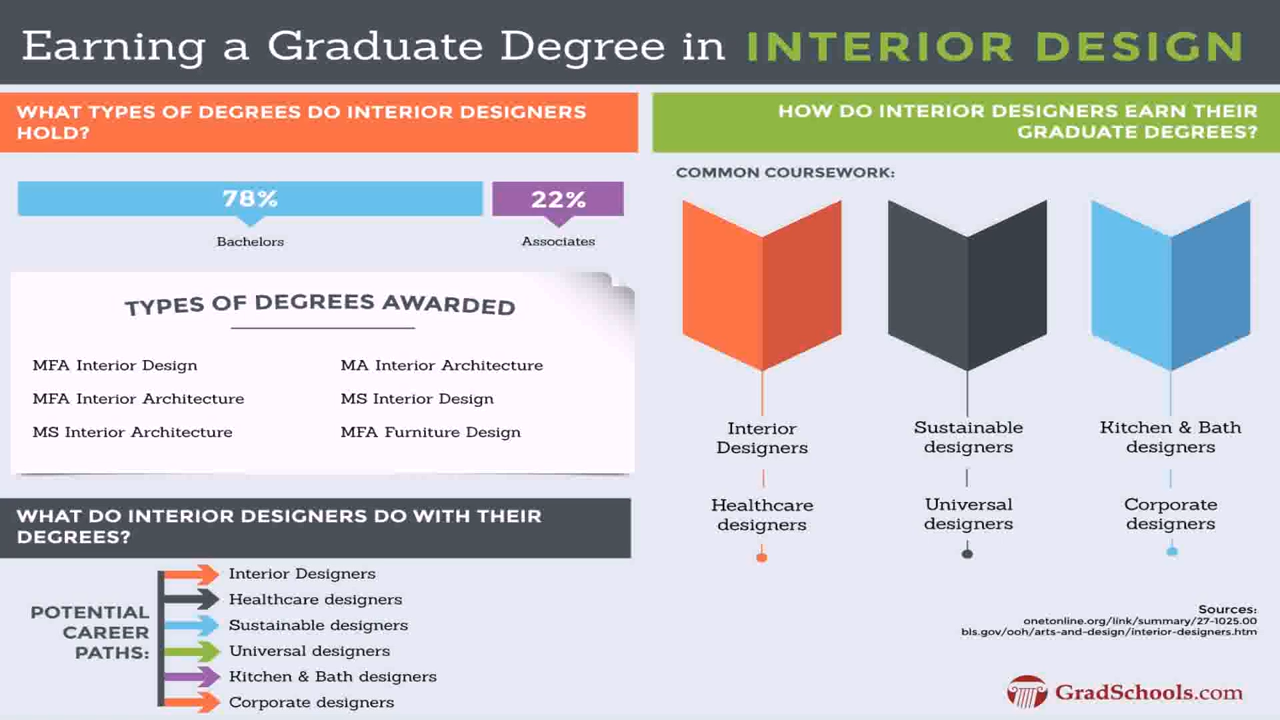 Earning a Graduate Degree in INTERIOR DESIGN
WHAT TYPES OF DEGREES DO INTERIOR DESIGNERS
HOLD?
78%
22%
Bachelors
Associates
TYPES OF DEGREES AWARDED
MFA Interior Design
MFA Interior Architecture
MS Interior Architecture
MA Interior Architecture
MS Interior Design
MFA Furniture Design
WHAT DO INTERIOR DESIGNERS DO WITH THEIR
DEGREES?
POTENTIAL
CAREER
PATHS:
Interior Designers
Healthcare designers
Sustainable designers
Universal designers
Kitchen & Bath designers
Corporate designers
HOW DO INTERIOR DESIGNERS EARN THEIR
GRADUATE DEGREES?
COMMON COURSEWORK:
Interior
Designers
Healthcare
designers
Sustainable
designers
Universal
designers
Kitchen & Bath
designers
Corporate
designers
Sources:
onetonline.org/link/summary/27-1025.00
bls.gov/ooh/arts-and-design/interior-designers.htm
GradSchools.com